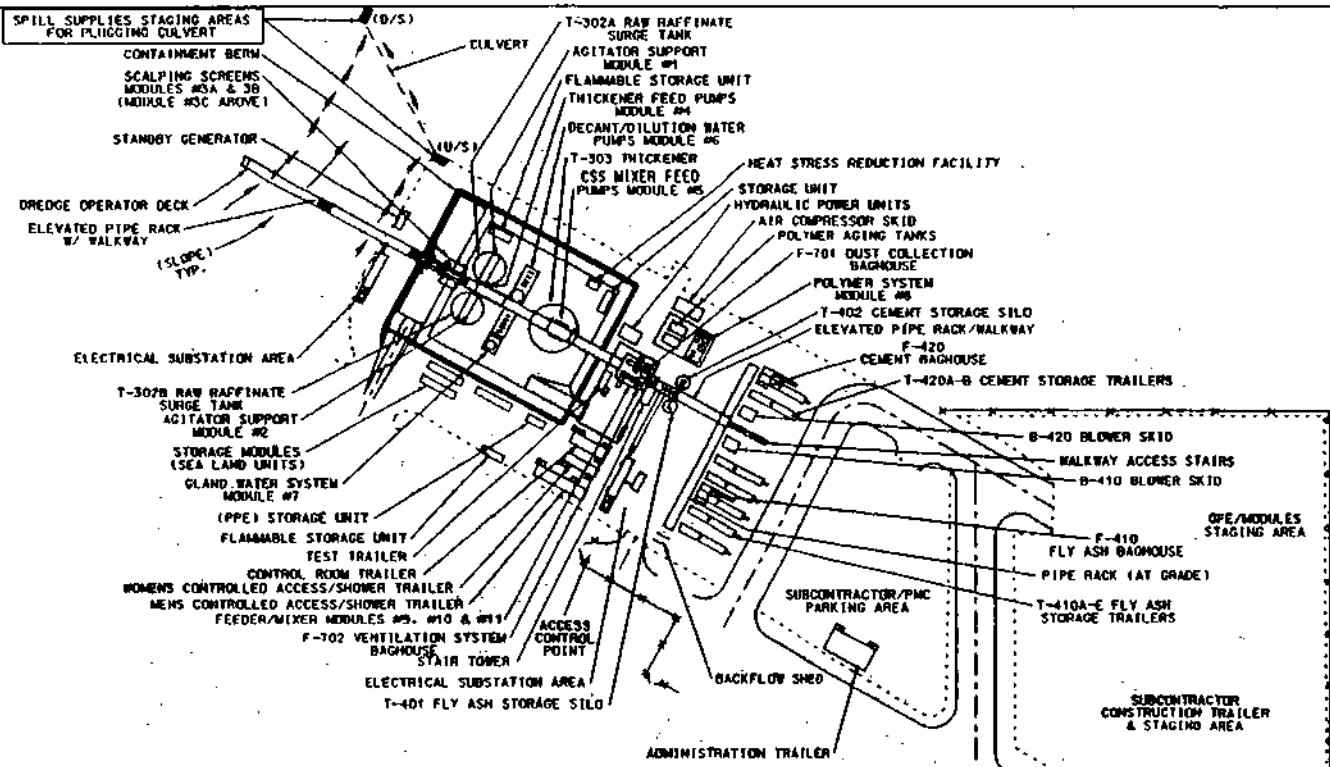 SPILL SUPPLIES STAGING AREAS
FOR PLUGGING CULVERT
(D/S)
CULVERT
CONTAINMENT BERM
SCALPING SCREENS
MODULES #3A & 3B
(MODULE #3C ABOVE)
STANDBY GENERATOR
(U/S)
DREDGE OPERATOR DECK
ELEVATED PIPE RACK
W/ WALKWAY
(SLOPE)
TYP.
ELECTRICAL SUBSTATION AREA
T-302B RAW RAFFINATE
SURGE TANK
AGITATOR SUPPORT
MODULE #2
STORAGE MODULES
(SEA LAND UNITS)
GLAND WATER SYSTEM
MODULE #7
(PPE) STORAGE UNIT
FLAMMABLE STORAGE UNIT
TEST TRAILER
CONTROL ROOM TRAILER
WOMENS CONTROLLED ACCESS/SHOWER TRAILER
MENS CONTROLLED ACCESS/SHOWER TRAILER
FEEDER/MIXER MODULES #9, #10 & #11
F-702 VENTILATION SYSTEM
BAGHOUSE
STAIR TOWER
ELECTRICAL SUBSTATION AREA
T-401 FLY ASH STORAGE SILO
ACCESS
CONTROL
POINT
T-302A RAW RAFFINATE
SURGE TANK
AGITATOR SUPPORT
MODULE #1
FLAMMABLE STORAGE UNIT
THICKENER FEED PUMPS
MODULE #4
DECANT/DILUTION WATER
PUMPS MODULE #6
T-303 THICKENER
CSS MIXER FEED
PUMPS MODULE #5
HEAT STRESS REDUCTION FACILITY
STORAGE UNIT
HYDRAULIC POWER UNITS
AIR COMPRESSOR SKID
POLYMER AGING TANKS
F-701 DUST COLLECTION
BAGHOUSE
POLYMER SYSTEM
MODULE #8
T-402 CEMENT STORAGE SILO
ELEVATED PIPE RACK/WALKWAY
F-420
CEMENT BAGHOUSE
T-420A-B CEMENT STORAGE TRAILERS
B-420 BLOWER SKID
WALKWAY ACCESS STAIRS
B-410 BLOWER SKID
F-410
FLY ASH BAGHOUSE
PIPE RACK (AT GRADE)
T-410A-E FLY ASH
STORAGE TRAILERS
OFE/MODULES
STAGING AREA
SUBCONTRACTOR/PMC
PARKING AREA
BACKFLOW SHED
ADMINISTRATION TRAILER
SUBCONTRACTOR
CONSTRUCTION TRAILER
& STAGING AREA